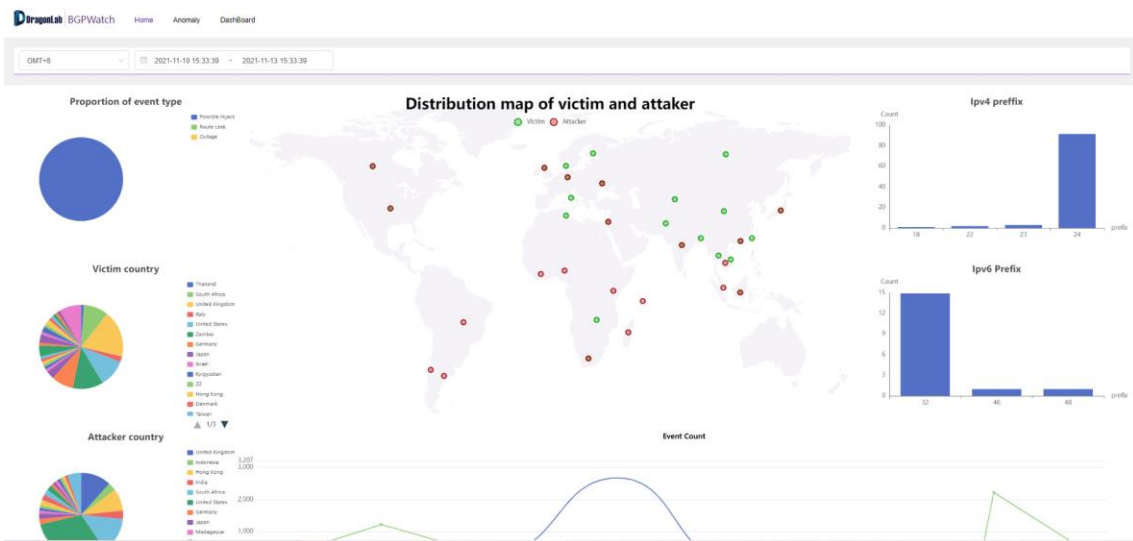 DragonLab BGPWatch Home Anomaly DashBoard
GMT+8 2021-11-10 15:33:39 - 2021-11-13 15:33:39
Proportion of event type
Possible Hijack
Route Leak
Outage
Distribution map of victim and attaker
Victim Attacker
Ipv4 preffix
Count
100
80
60
40
20
0
18 22 23 24 prefix
Victim country
Thailand
South Africa
United Kingdom
Italy
United States
Zambia
Germany
Japan
Israel
Kyrgyzstan
ZZ
Hong Kong
Denmark
Taiwan
1/3
Ipv6 Prefix
Count
15
12
9
6
3
0
32 46 48 prefix
Attacker country
United Kingdom
Indonesia
Hong Kong
India
South Africa
United States
Germany
Japan
Madagascar
Event Count
3,207
3,000
2,000
1,000